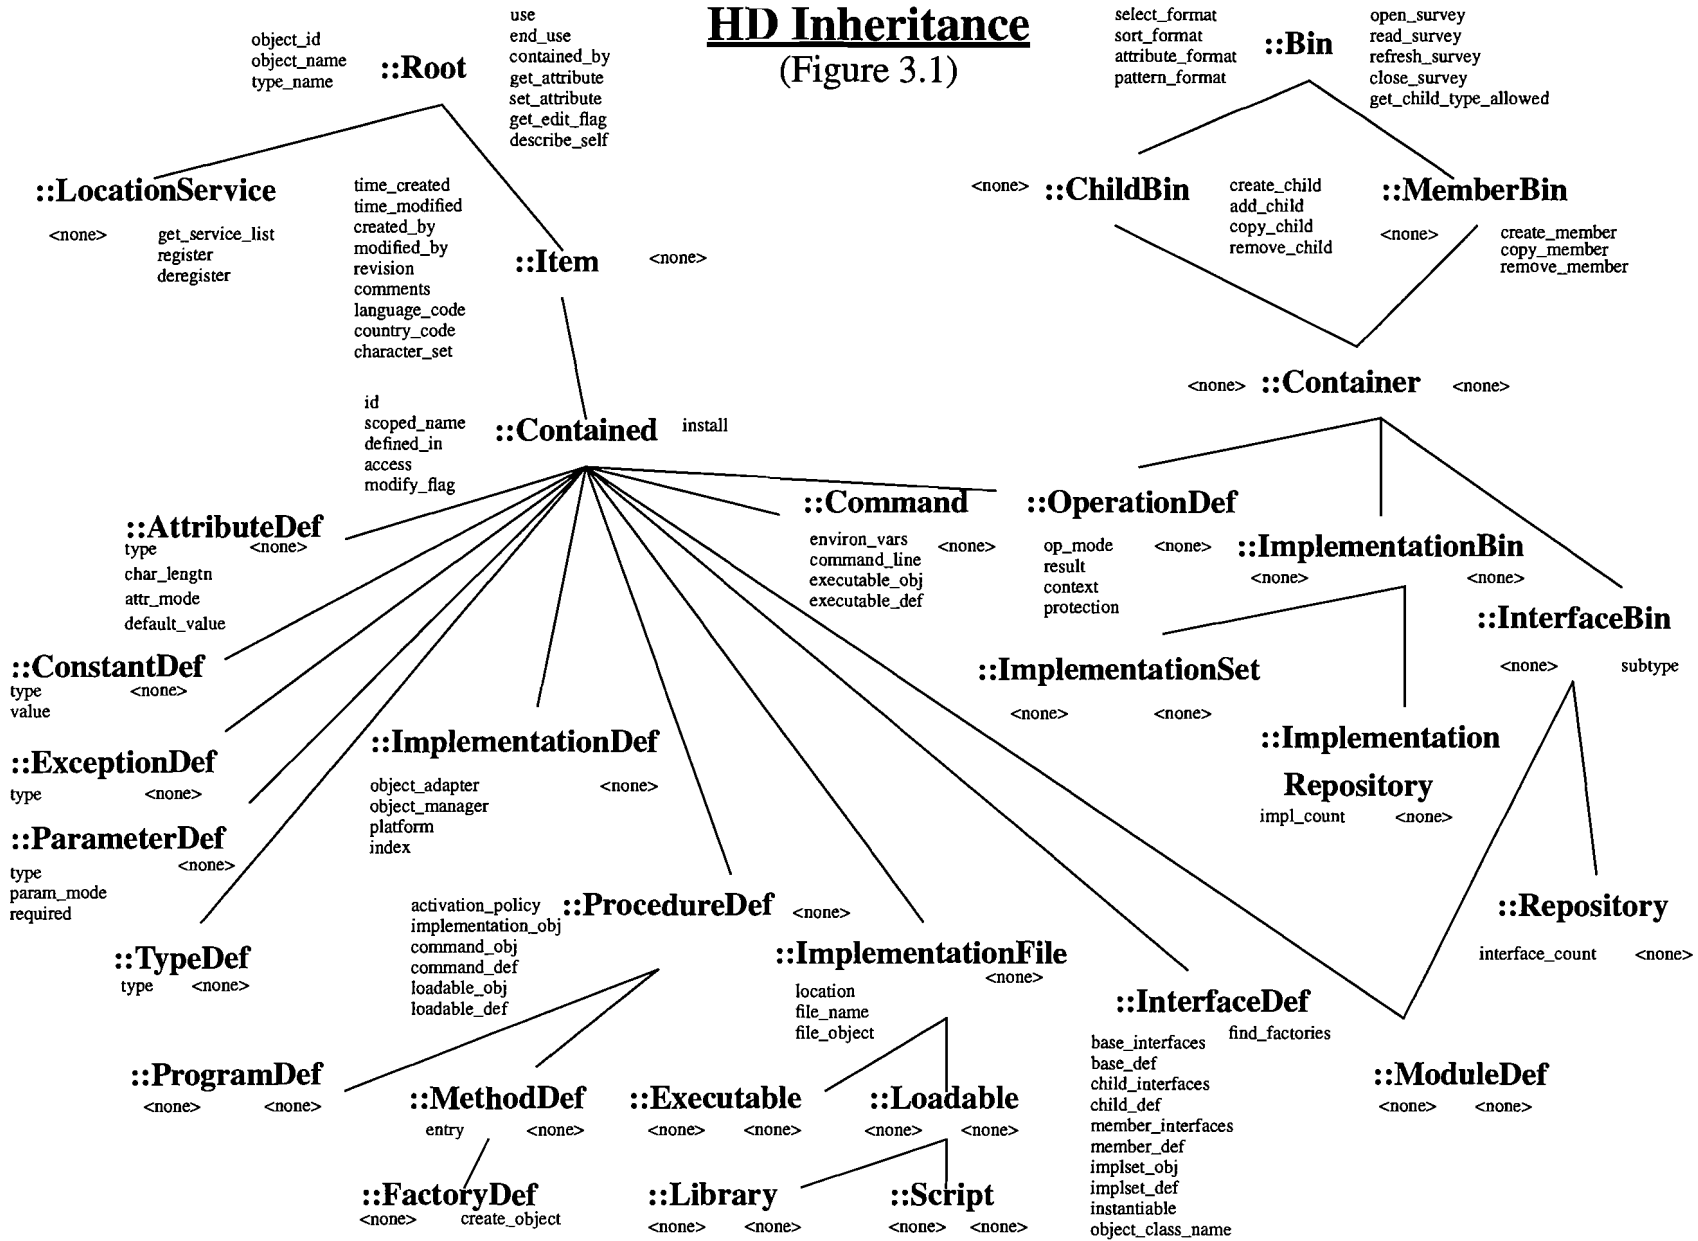 HD Inheritance
(Figure 3.1)
object_id
object_name
type_name
::Root
use
end_use
contained_by
get_attribute
set_attribute
get_edit_flag
describe_self
select_format
sort_format
attribute_format
pattern_format
::Bin
open_survey
read_survey
refresh_survey
close_survey
get_child_type_allowed
::LocationService
<none>
get_service_list
register
deregister
time_created
time_modified
created_by
modified_by
revision
comments
language_code
country_code
character_set
::Item
<none>
<none>
::ChildBin
create_child
add_child
copy_child
remove_child
::MemberBin
<none>
create_member
copy_member
remove_member
<none>
::Container
<none>
id
scoped_name
defined_in
access
modify_flag
::Contained
install
::AttributeDef
type
<none>
char_lengtn
attr_mode
default_value
::Command
environ_vars
<none>
command_line
executable_obj
executable_def
::OperationDef
op_mode
<none>
result
context
protection
::ImplementationBin
<none>
<none>
::InterfaceBin
<none>
subtype
::ConstantDef
type
<none>
value
::ImplementationSet
<none>
<none>
::ExceptionDef
type
<none>
::ImplementationDef
object_adapter
<none>
object_manager
platform
index
::Implementation
Repository
impl_count
<none>
::ParameterDef
type
<none>
param_mode
required
::TypeDef
type
<none>
activation_policy
implementation_obj
command_obj
command_def
loadable_obj
loadable_def
::ProcedureDef
<none>
::ImplementationFile
<none>
location
file_name
file_object
::Repository
interface_count
<none>
::InterfaceDef
find_factories
base_interfaces
base_def
child_interfaces
child_def
member_interfaces
member_def
implset_obj
implset_def
instantiable
object_class_name
::ModuleDef
<none>
<none>
::ProgramDef
<none>
<none>
::MethodDef
entry
<none>
::Executable
<none>
<none>
::Loadable
<none>
<none>
::FactoryDef
<none>
create_object
::Library
<none>
<none>
::Script
<none>
<none>